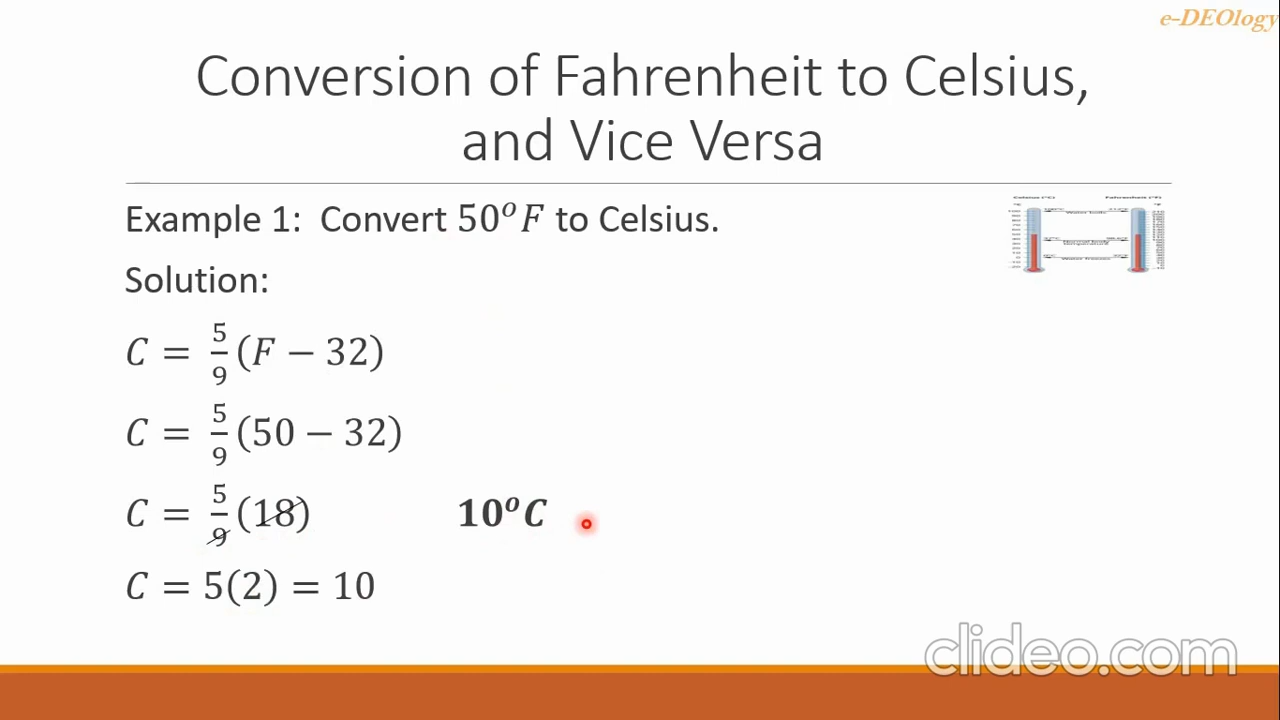 e-DEOlogy
Conversion of Fahrenheit to Celsius,
and Vice Versa
Example 1: Convert 50°F to Celsius.
Solution:
C = 5/9 (F − 32)
C = 5/9 (50 − 32)
C = 5/9 (18) 10°C
C = 5(2) = 10
clideo.com